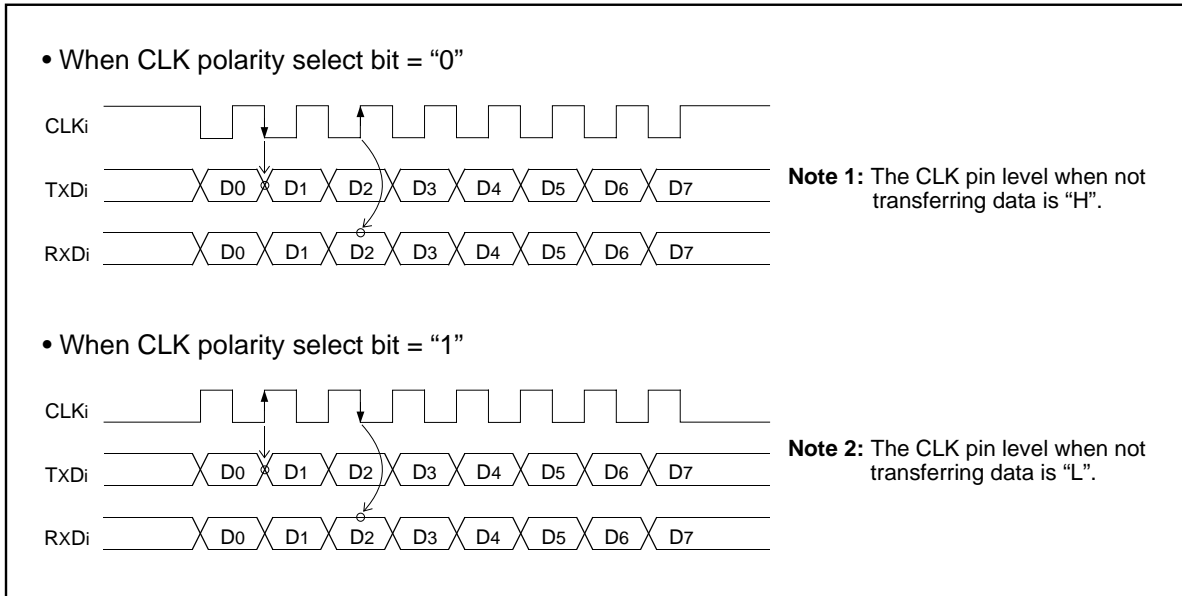 • When CLK polarity select bit = “0”
CLKi
TXDi D0 D1 D2 D3 D4 D5 D6 D7
RXDi D0 D1 D2 D3 D4 D5 D6 D7
Note 1: The CLK pin level when not
transferring data is “H”.
• When CLK polarity select bit = “1”
CLKi
TXDi D0 D1 D2 D3 D4 D5 D6 D7
RXDi D0 D1 D2 D3 D4 D5 D6 D7
Note 2: The CLK pin level when not
transferring data is “L”.